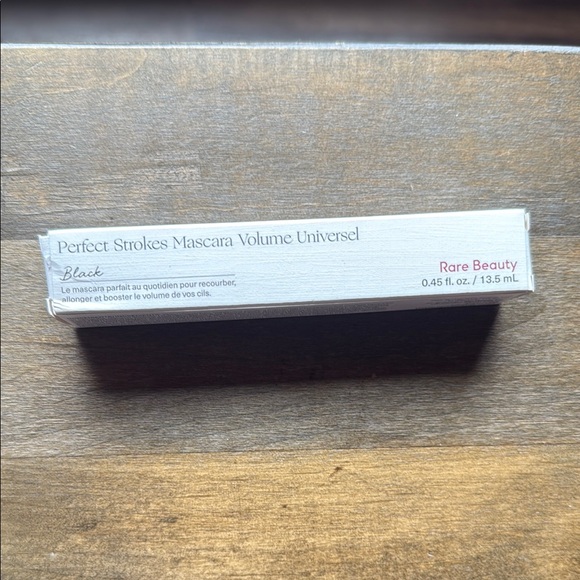 Perfect Strokes Mascara Volume Universel
Black
Le mascara parfait au quotidien pour recourber,
allonger et booster le volume de vos cils.
Rare Beauty
0.45 fl. oz. / 13.5 mL